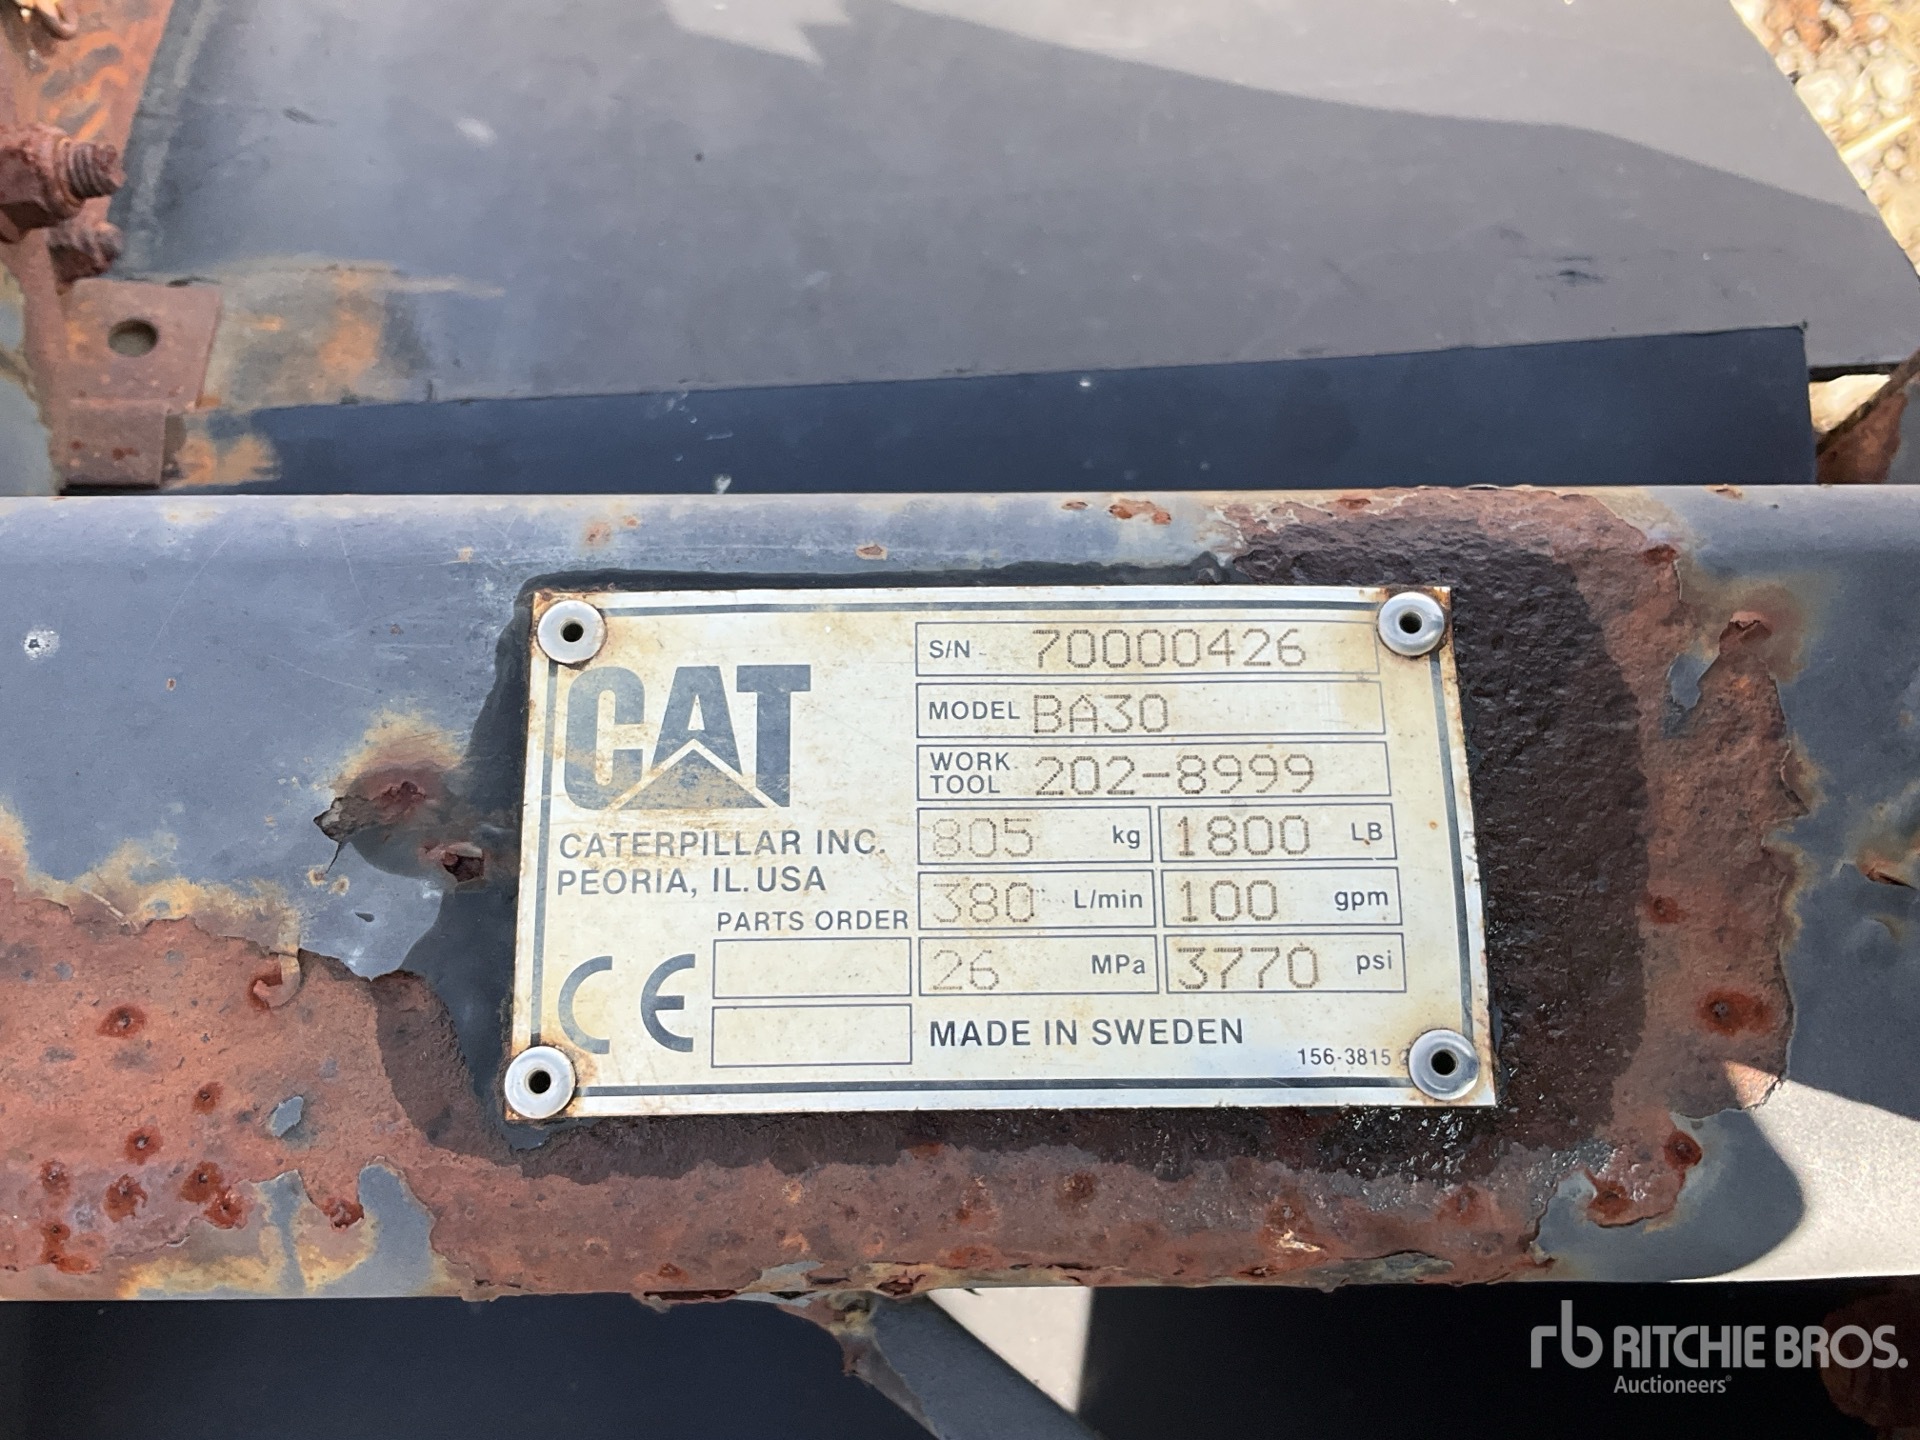 CAT
CATERPILLAR INC.
PEORIA, IL. USA
S/N 70000426
MODEL BA30
WORK TOOL 202-8999
805 kg 1800 LB
380 L/min 100 gpm
26 MPa 3770 psi
PARTS ORDER
CE
MADE IN SWEDEN
156-3815
rb RITCHIE BROS.
Auctioneers®